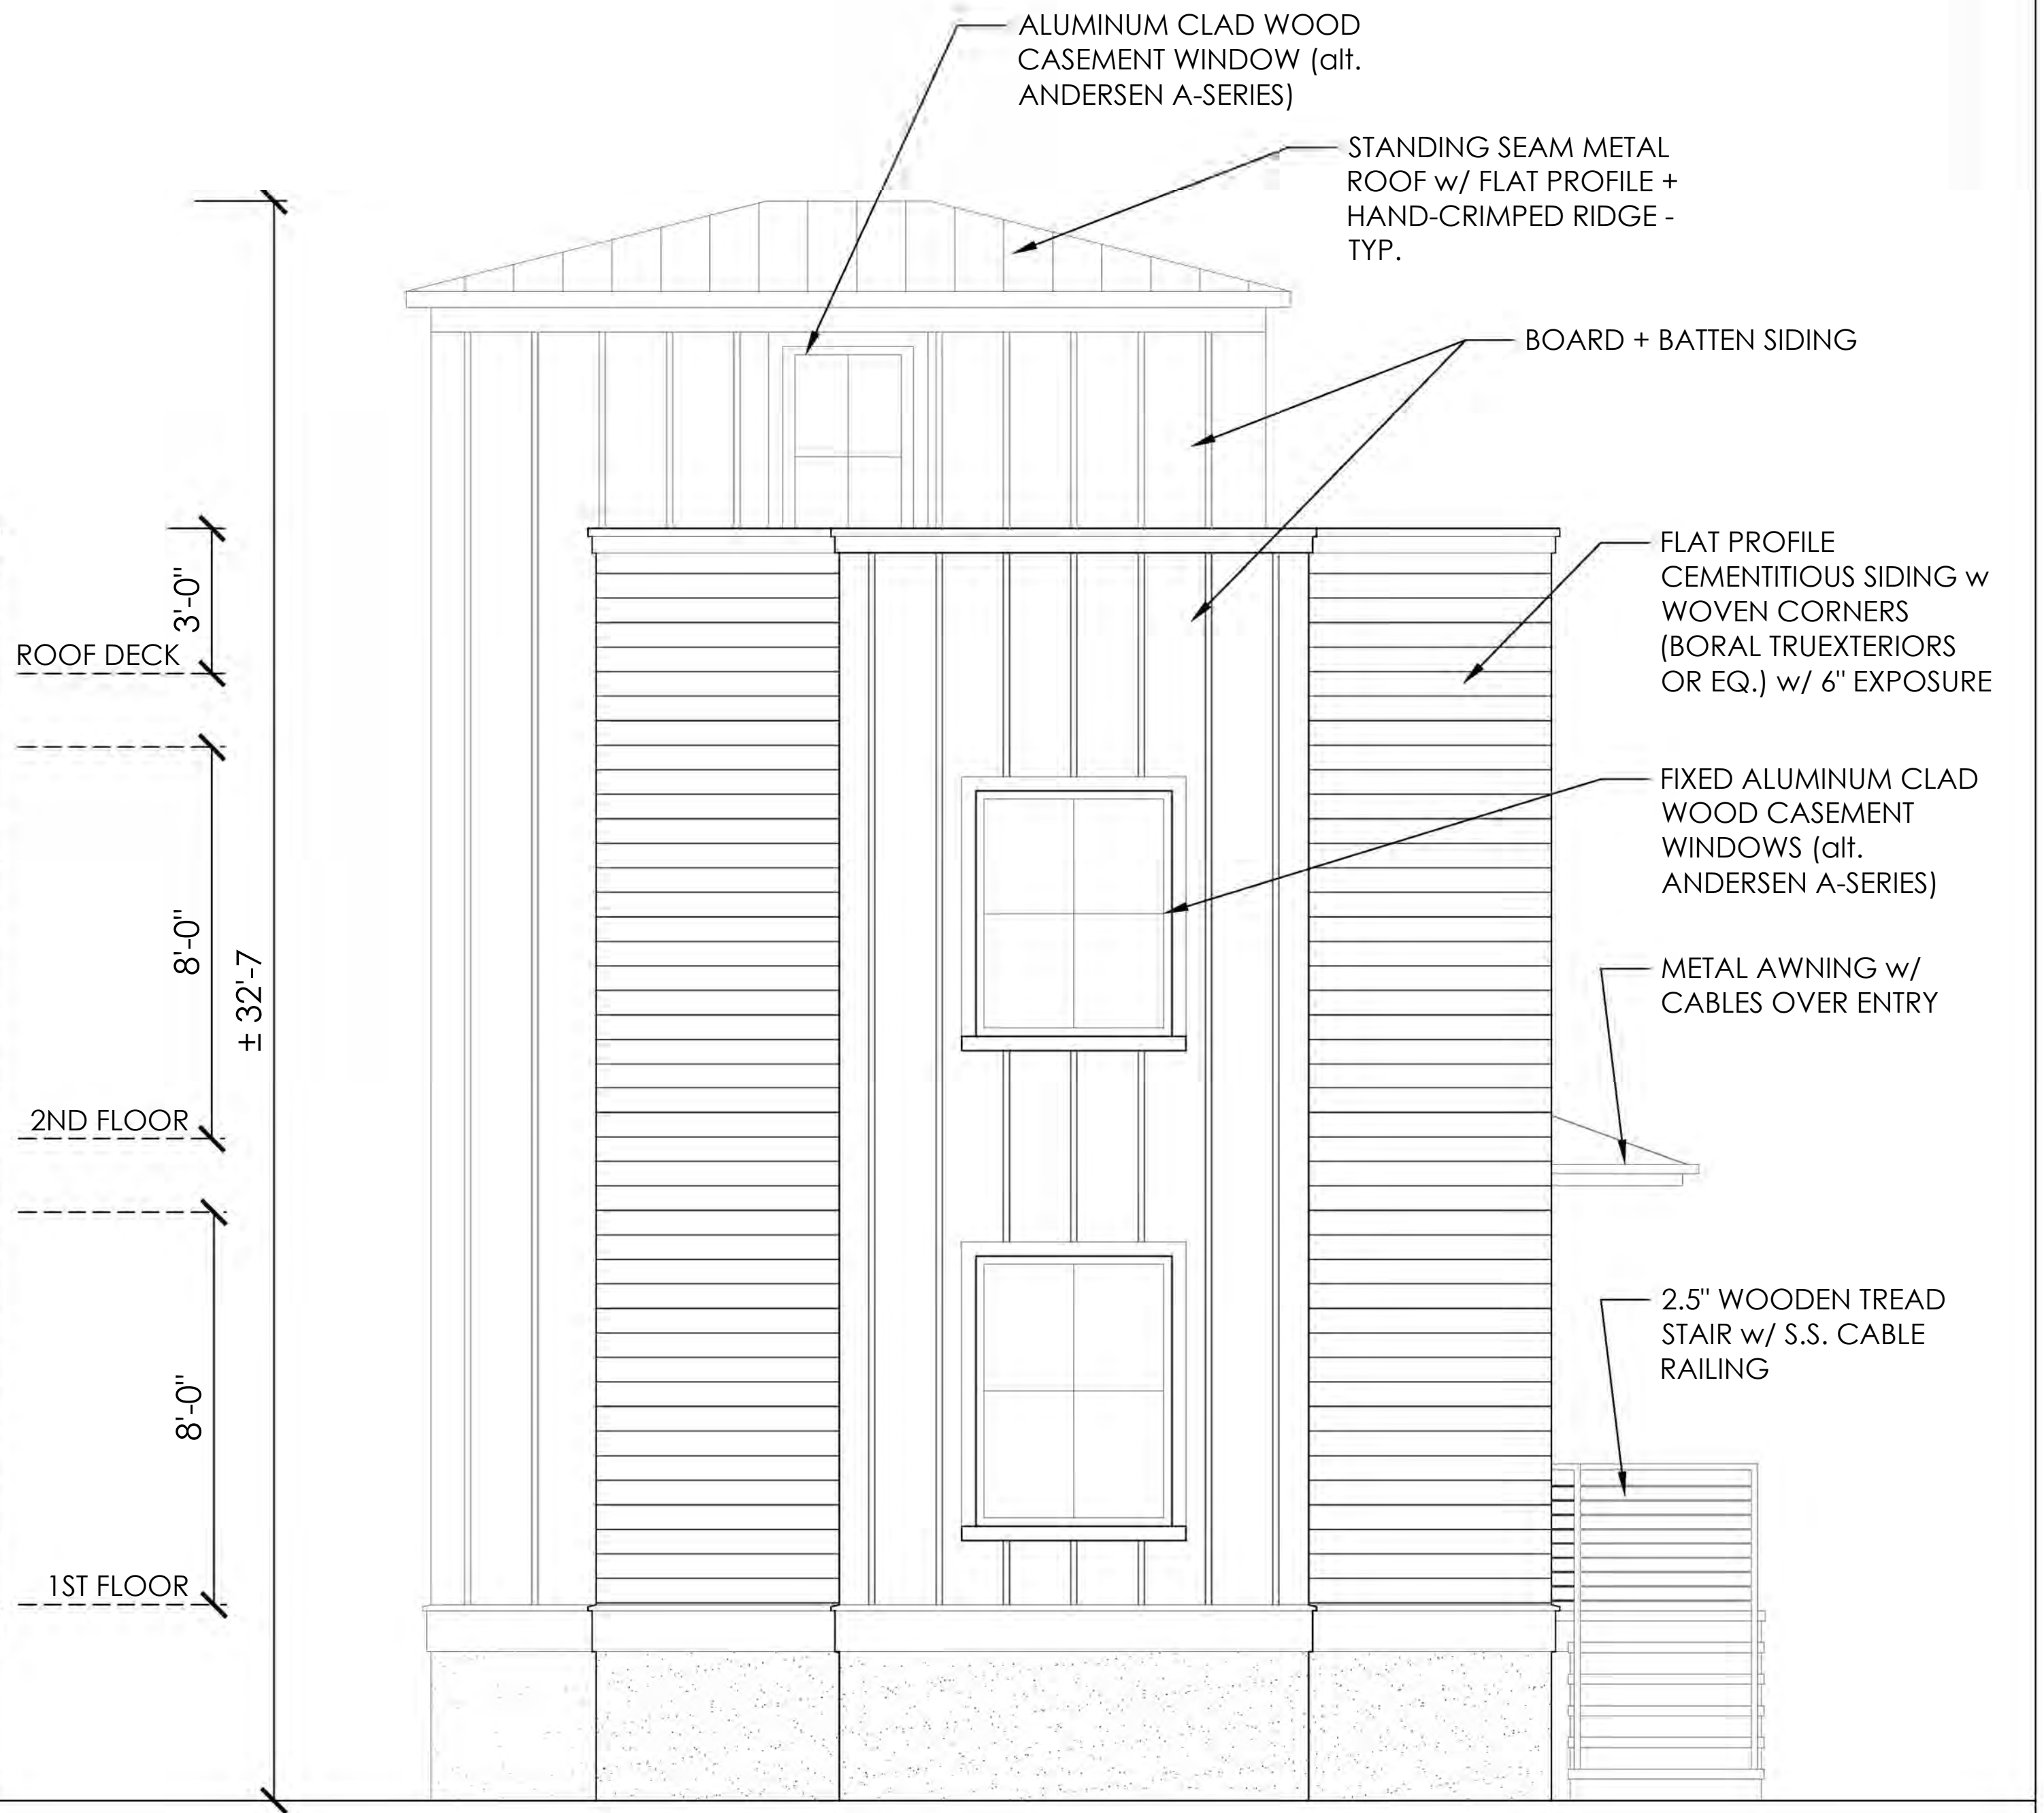 ALUMINUM CLAD WOOD
CASEMENT WINDOW (alt.
ANDERSEN A-SERIES)
STANDING SEAM METAL
ROOF w/ FLAT PROFILE +
HAND-CRIMPED RIDGE -
TYP.
BOARD + BATTEN SIDING
FLAT PROFILE
CEMENTITIOUS SIDING w
WOVEN CORNERS
(BORAL TRUEXTERIORS
OR EQ.) w/ 6" EXPOSURE
3'-0"
ROOF DECK
FIXED ALUMINUM CLAD
WOOD CASEMENT
WINDOWS (alt.
ANDERSEN A-SERIES)
8'-0"
± 32'-7
METAL AWNING w/
CABLES OVER ENTRY
2ND FLOOR
2.5" WOODEN TREAD
STAIR w/ S.S. CABLE
RAILING
8'-0"
1ST FLOOR